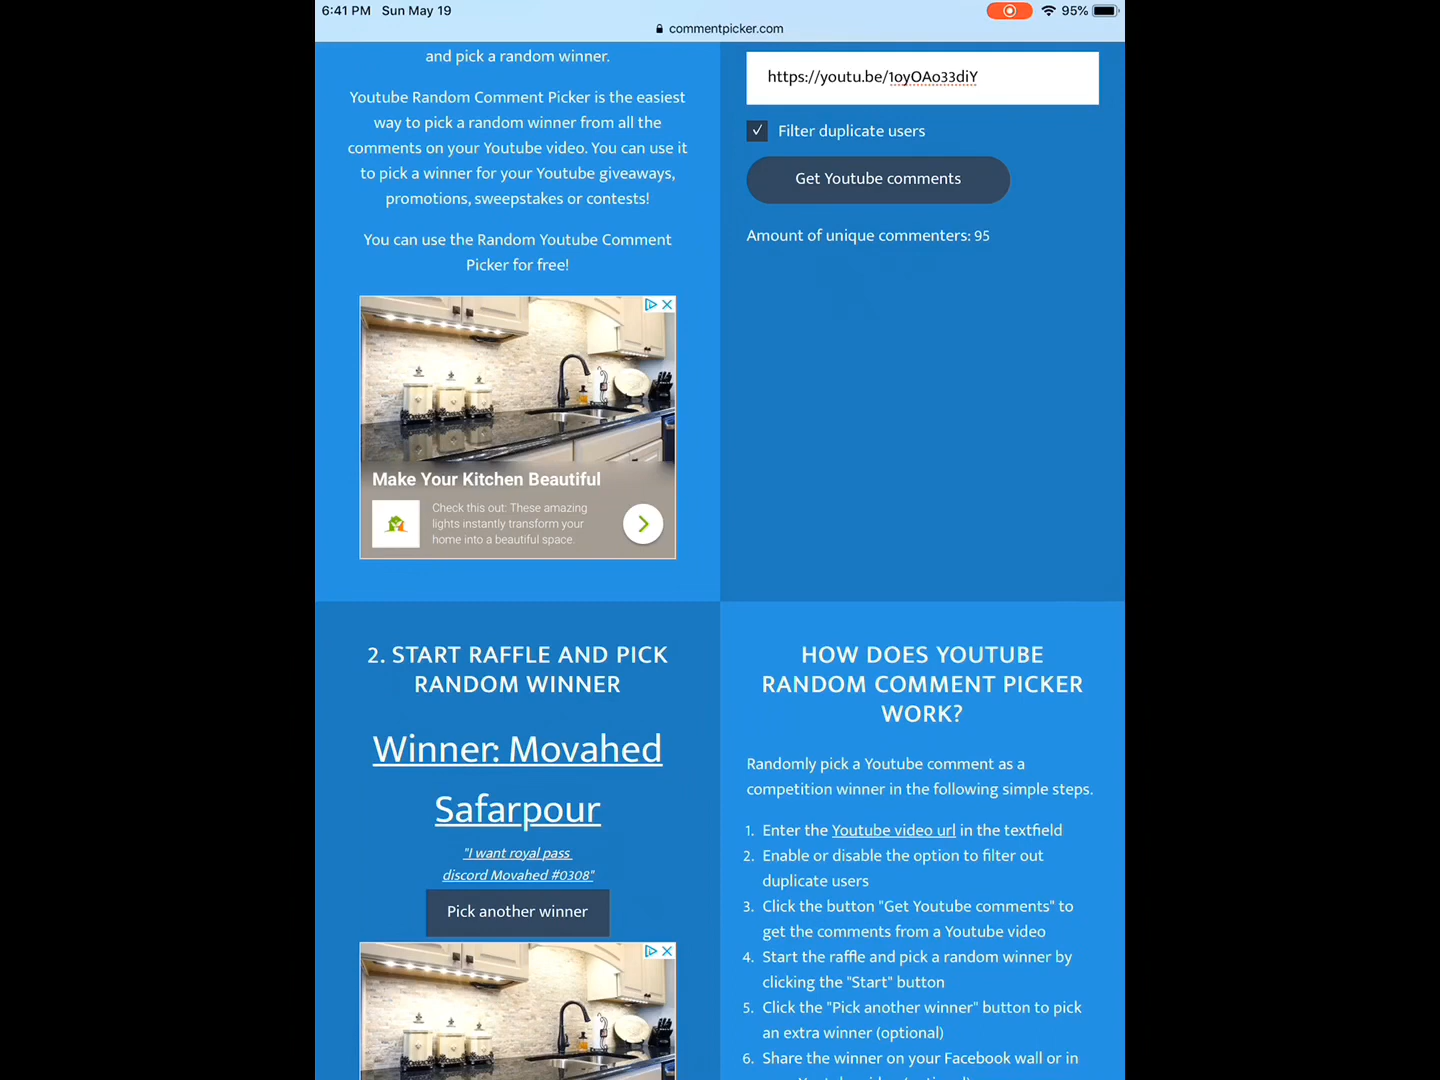 6:41 PM Sun May 19
95%
commentpicker.com
and pick a random winner.
Youtube Random Comment Picker is the easiest
way to pick a random winner from all the
comments on your Youtube video. You can use it
to pick a winner for your Youtube giveaways,
promotions, sweepstakes or contests!
You can use the Random Youtube Comment
Picker for free!
Make Your Kitchen Beautiful
Check this out: These amazing
lights instantly transform your
home into a beautiful space.
https://youtu.be/1oyOAo33diY
Filter duplicate users
Get Youtube comments
Amount of unique commenters: 95
2. START RAFFLE AND PICK
RANDOM WINNER
Winner: Movahed
Safarpour
"I want royal pass
discord Movahed #0308"
Pick another winner
HOW DOES YOUTUBE
RANDOM COMMENT PICKER
WORK?
Randomly pick a Youtube comment as a
competition winner in the following simple steps.
1. Enter the Youtube video url in the textfield
2. Enable or disable the option to filter out
duplicate users
3. Click the button "Get Youtube comments" to
get the comments from a Youtube video
4. Start the raffle and pick a random winner by
clicking the "Start" button
5. Click the "Pick another winner" button to pick
an extra winner (optional)
6. Share the winner on your Facebook wall or in